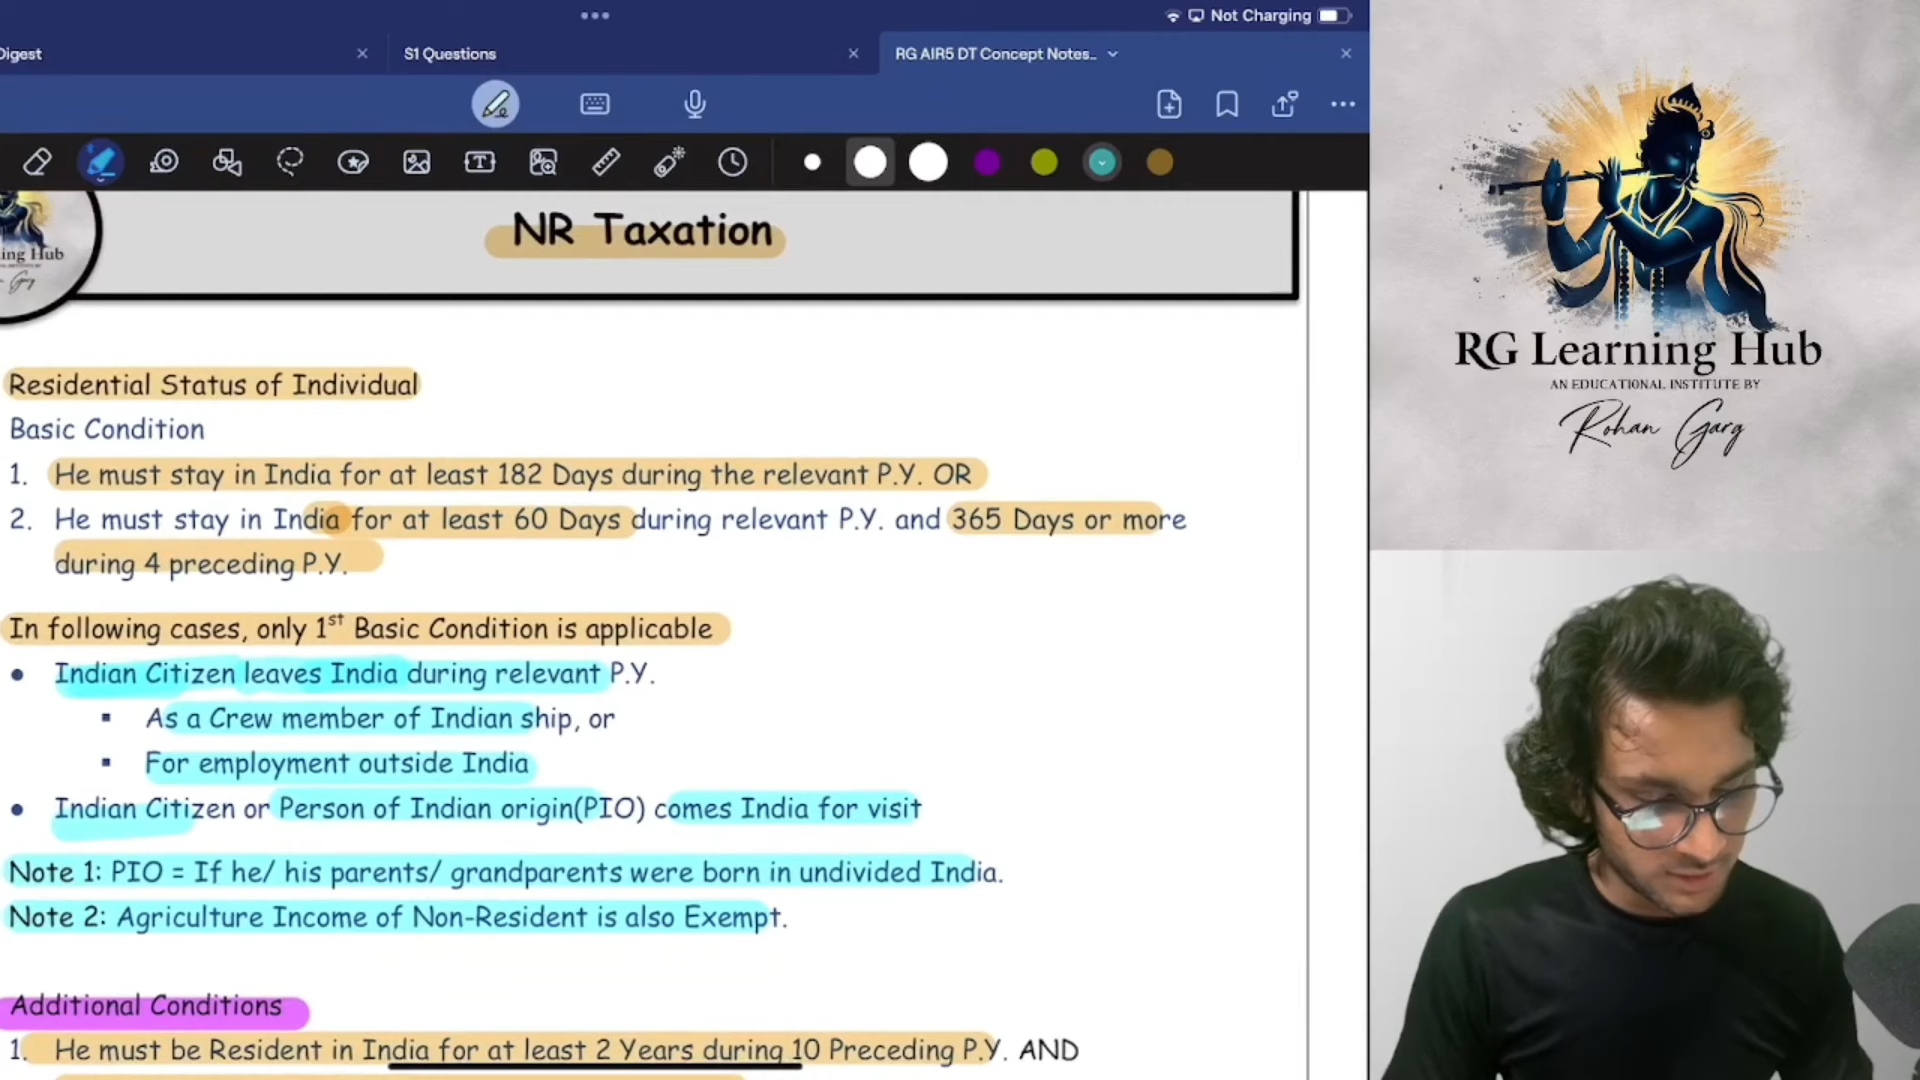 Not Charging
Digest
S1 Questions
RG AIR5 DT Concept Notes..
NR Taxation
ing Hub
Residential Status of Individual
Basic Condition
1. He must stay in India for at least 182 Days during the relevant P.Y. OR
2. He must stay in India for at least 60 Days during relevant P.Y. and 365 Days or more
during 4 preceding P.Y.
In following cases, only 1st Basic Condition is applicable
• Indian Citizen leaves India during relevant P.Y.
▪ As a Crew member of Indian ship, or
▪ For employment outside India
• Indian Citizen or Person of Indian origin(PIO) comes India for visit
Note 1: PIO = If he/ his parents/ grandparents were born in undivided India.
Note 2: Agriculture Income of Non-Resident is also Exempt.
Additional Conditions
1. He must be Resident in India for at least 2 Years during 10 Preceding P.Y. AND
RG Learning Hub
AN EDUCATIONAL INSTITUTE BY
Rohan Garg